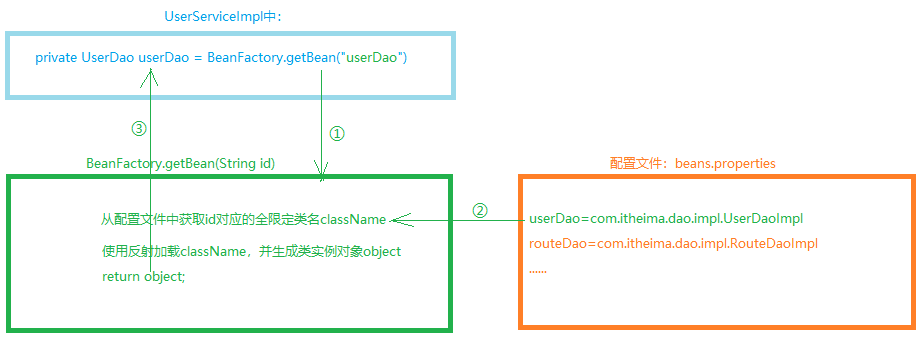 UserServiceImpl中：
private UserDao userDao = BeanFactory.getBean("userDao")
③
①
BeanFactory.getBean(String id)
配置文件：beans.properties
从配置文件中获取id对应的全限定类名className
②
userDao=com.itheima.dao.impl.UserDaoImpl
routeDao=com.itheima.dao.impl.RouteDaoImpl
使用反射加载className，并生成类实例对象object
......
return object;